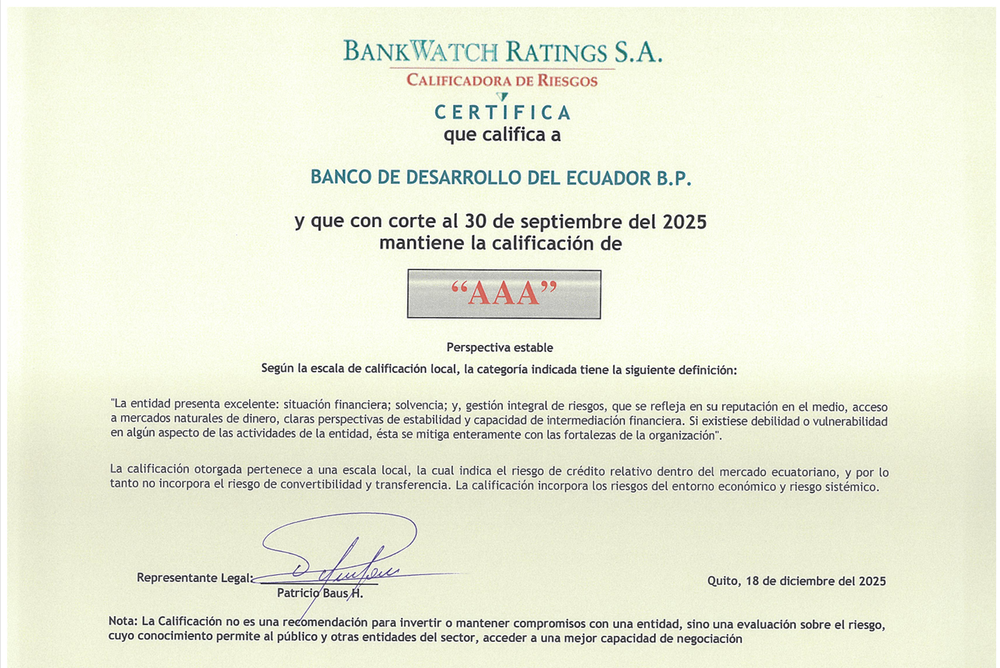 BANKWATCH RATINGS S.A.
CALIFICADORA DE RIESGOS
CERTIFICA
que califica a
BANCO DE DESARROLLO DEL ECUADOR B.P.
y que con corte al 30 de septiembre del 2025
mantiene la calificación de
“AAA”
Perspectiva estable
Según la escala de calificación local, la categoría indicada tiene la siguiente definición:
"La entidad presenta excelente: situación financiera; solvencia; y, gestión integral de riesgos, que se refleja en su reputación en el medio, acceso
a mercados naturales de dinero, claras perspectivas de estabilidad y capacidad de intermediación financiera. Si existiese debilidad o vulnerabilidad
en algún aspecto de las actividades de la entidad, ésta se mitiga enteramente con las fortalezas de la organización".
La calificación otorgada pertenece a una escala local, la cual indica el riesgo de crédito relativo dentro del mercado ecuatoriano, y por lo
tanto no incorpora el riesgo de convertibilidad y transferencia. La calificación incorpora los riesgos del entorno económico y riesgo sistémico.
Representante Legal:
Patricio Baus H.
Quito, 18 de diciembre del 2025
Nota: La Calificación no es una recomendación para invertir o mantener compromisos con una entidad, sino una evaluación sobre el riesgo,
cuyo conocimiento permite al público y otras entidades del sector, acceder a una mejor capacidad de negociación